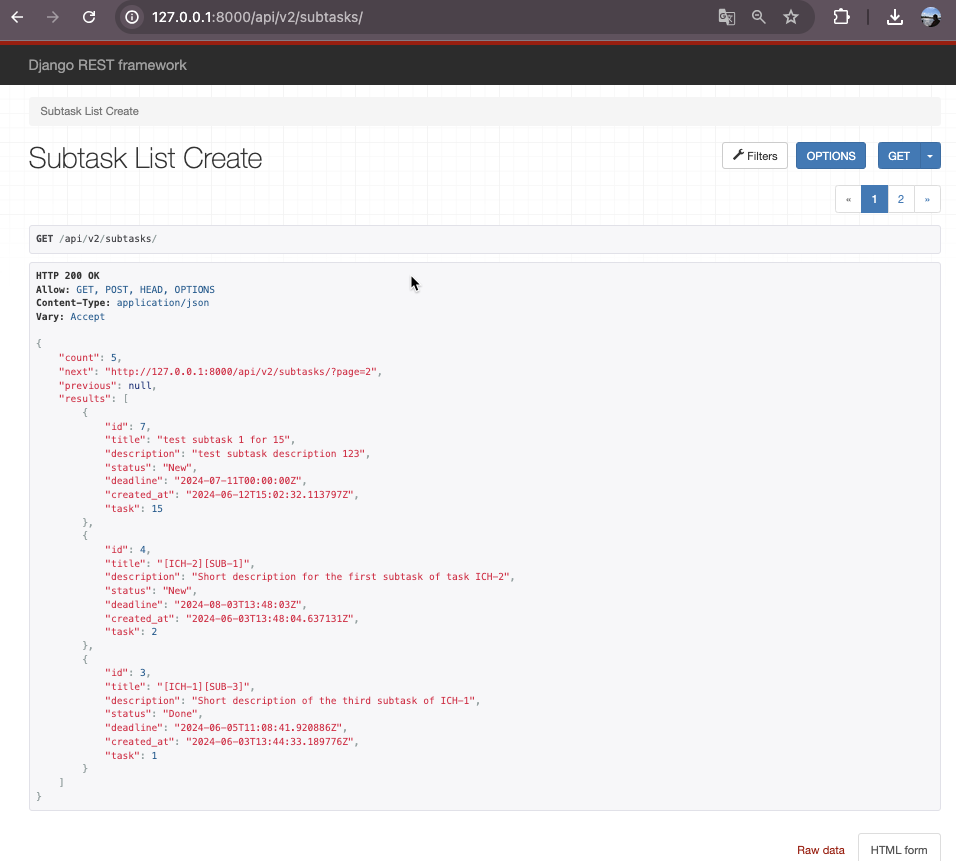 127.0.0.1:8000/api/v2/subtasks/
Django REST framework
Subtask List Create
Subtask List Create
Filters
OPTIONS
GET
« 1 2 »
GET /api/v2/subtasks/
HTTP 200 OK
Allow: GET, POST, HEAD, OPTIONS
Content-Type: application/json
Vary: Accept
{
    "count": 5,
    "next": "http://127.0.0.1:8000/api/v2/subtasks/?page=2",
    "previous": null,
    "results": [
        {
            "id": 7,
            "title": "test subtask 1 for 15",
            "description": "test subtask description 123",
            "status": "New",
            "deadline": "2024-07-11T00:00:00Z",
            "created_at": "2024-06-12T15:02:32.113797Z",
            "task": 15
        },
        {
            "id": 4,
            "title": "[ICH-2][SUB-1]",
            "description": "Short description for the first subtask of task ICH-2",
            "status": "New",
            "deadline": "2024-08-03T13:48:03Z",
            "created_at": "2024-06-03T13:48:04.637131Z",
            "task": 2
        },
        {
            "id": 3,
            "title": "[ICH-1][SUB-3]",
            "description": "Short description of the third subtask of ICH-1",
            "status": "Done",
            "deadline": "2024-06-05T11:08:41.920886Z",
            "created_at": "2024-06-03T13:44:33.189776Z",
            "task": 1
        }
    ]
}
Raw data
HTML form